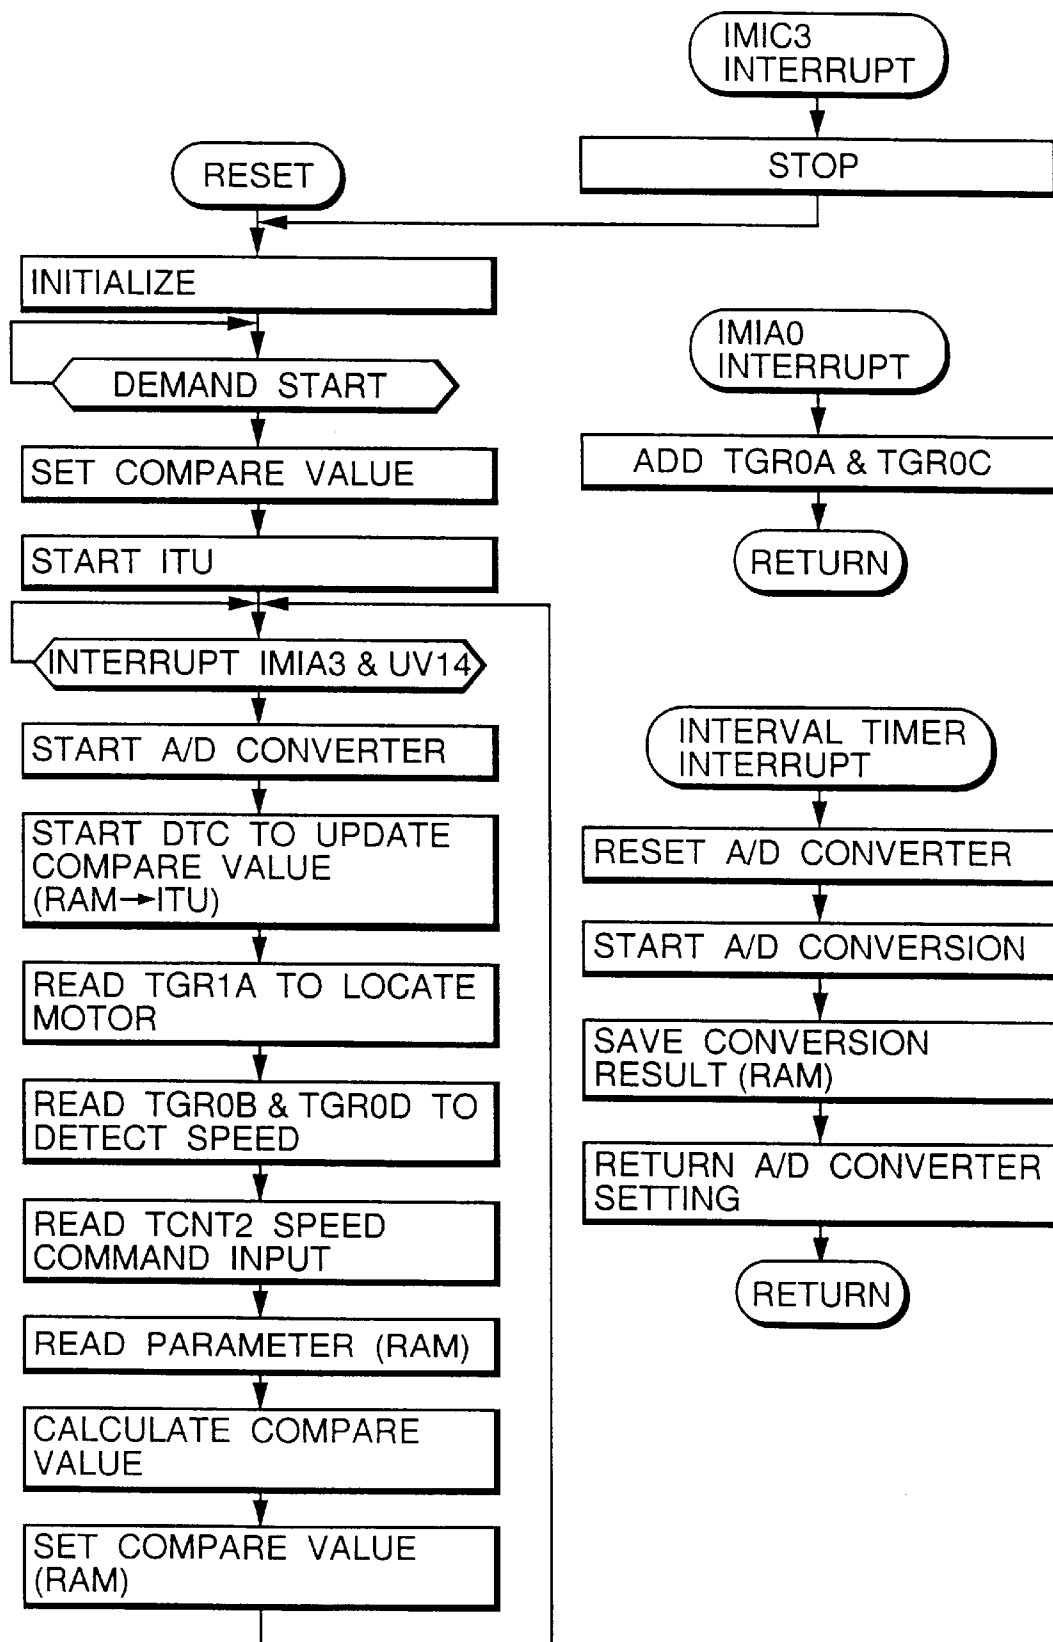 RESET
INITIALIZE
DEMAND START
SET COMPARE VALUE
START ITU
INTERRUPT IMIA3 & UV14
START A/D CONVERTER
START DTC TO UPDATE
COMPARE VALUE
(RAM→ITU)
READ TGR1A TO LOCATE
MOTOR
READ TGR0B & TGR0D TO
DETECT SPEED
READ TCNT2 SPEED
COMMAND INPUT
READ PARAMETER (RAM)
CALCULATE COMPARE
VALUE
SET COMPARE VALUE
(RAM)
IMIC3
INTERRUPT
STOP
IMIA0
INTERRUPT
ADD TGR0A & TGR0C
RETURN
INTERVAL TIMER
INTERRUPT
RESET A/D CONVERTER
START A/D CONVERSION
SAVE CONVERSION
RESULT (RAM)
RETURN A/D CONVERTER
SETTING
RETURN